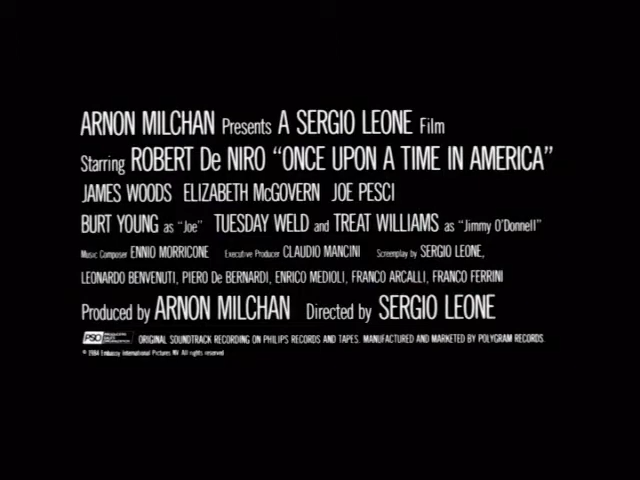 ARNON MILCHAN Presents A SERGIO LEONE Film
Starring ROBERT De NIRO "ONCE UPON A TIME IN AMERICA"
JAMES WOODS ELIZABETH McGOVERN JOE PESCI
BURT YOUNG as "Joe" TUESDAY WELD and TREAT WILLIAMS as "Jimmy O'Donnell"
Music Composer ENNIO MORRICONE Executive Producer CLAUDIO MANCINI Screenplay by SERGIO LEONE,
LEONARDO BENVENUTI, PIERO De BERNARDI, ENRICO MEDIOLI, FRANCO ARCALLI, FRANCO FERRINI
Produced by ARNON MILCHAN Directed by SERGIO LEONE
PSO ORIGINAL SOUNDTRACK RECORDING ON PHILIPS RECORDS AND TAPES. MANUFACTURED AND MARKETED BY POLYGRAM RECORDS.
© 1984 Embassy International Pictures NV. All rights reserved